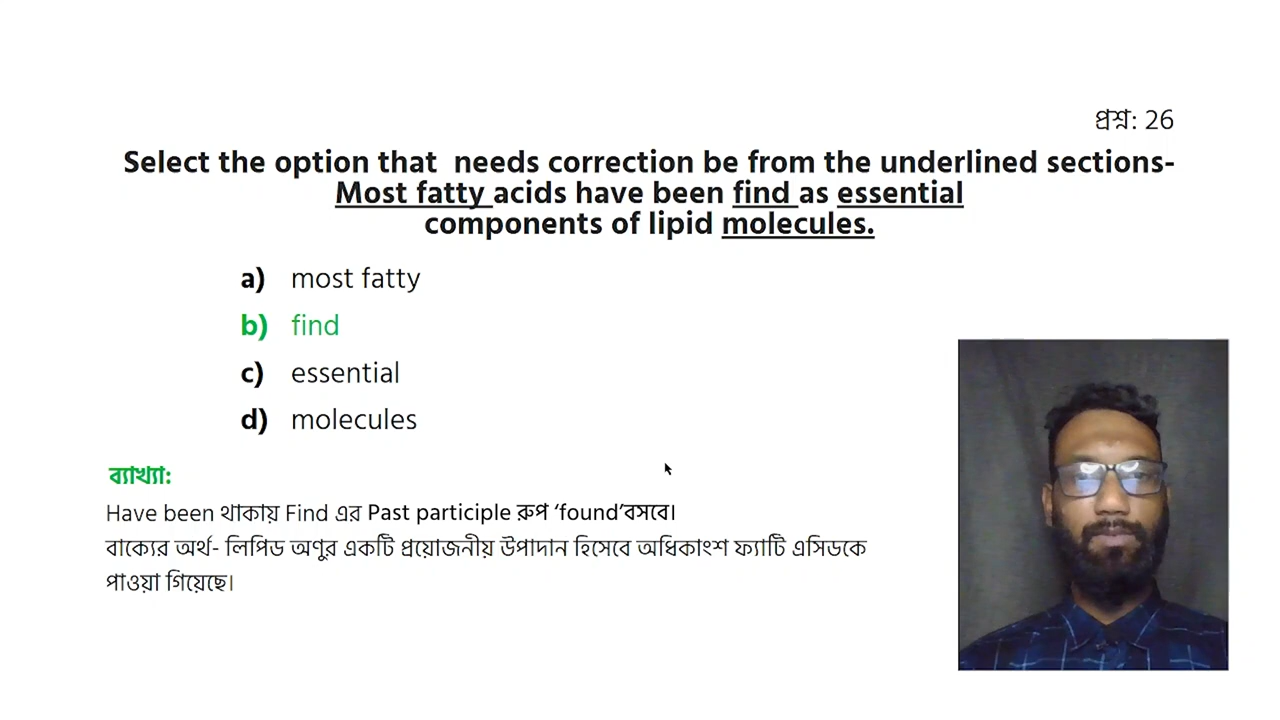 প্রশ্ন: 26
Select the option that needs correction be from the underlined sections-
Most fatty acids have been find as essential
components of lipid molecules.
a) most fatty
b) find
c) essential
d) molecules
ব্যাখ্যা:
Have been থাকায় Find এর Past participle রুপ ‘found’বসবে।
বাক্যের অর্থ- লিপিড অণুর একটি প্রয়োজনীয় উপাদান হিসেবে অধিকাংশ ফ্যাটি এসিডকে
পাওয়া গিয়েছে।